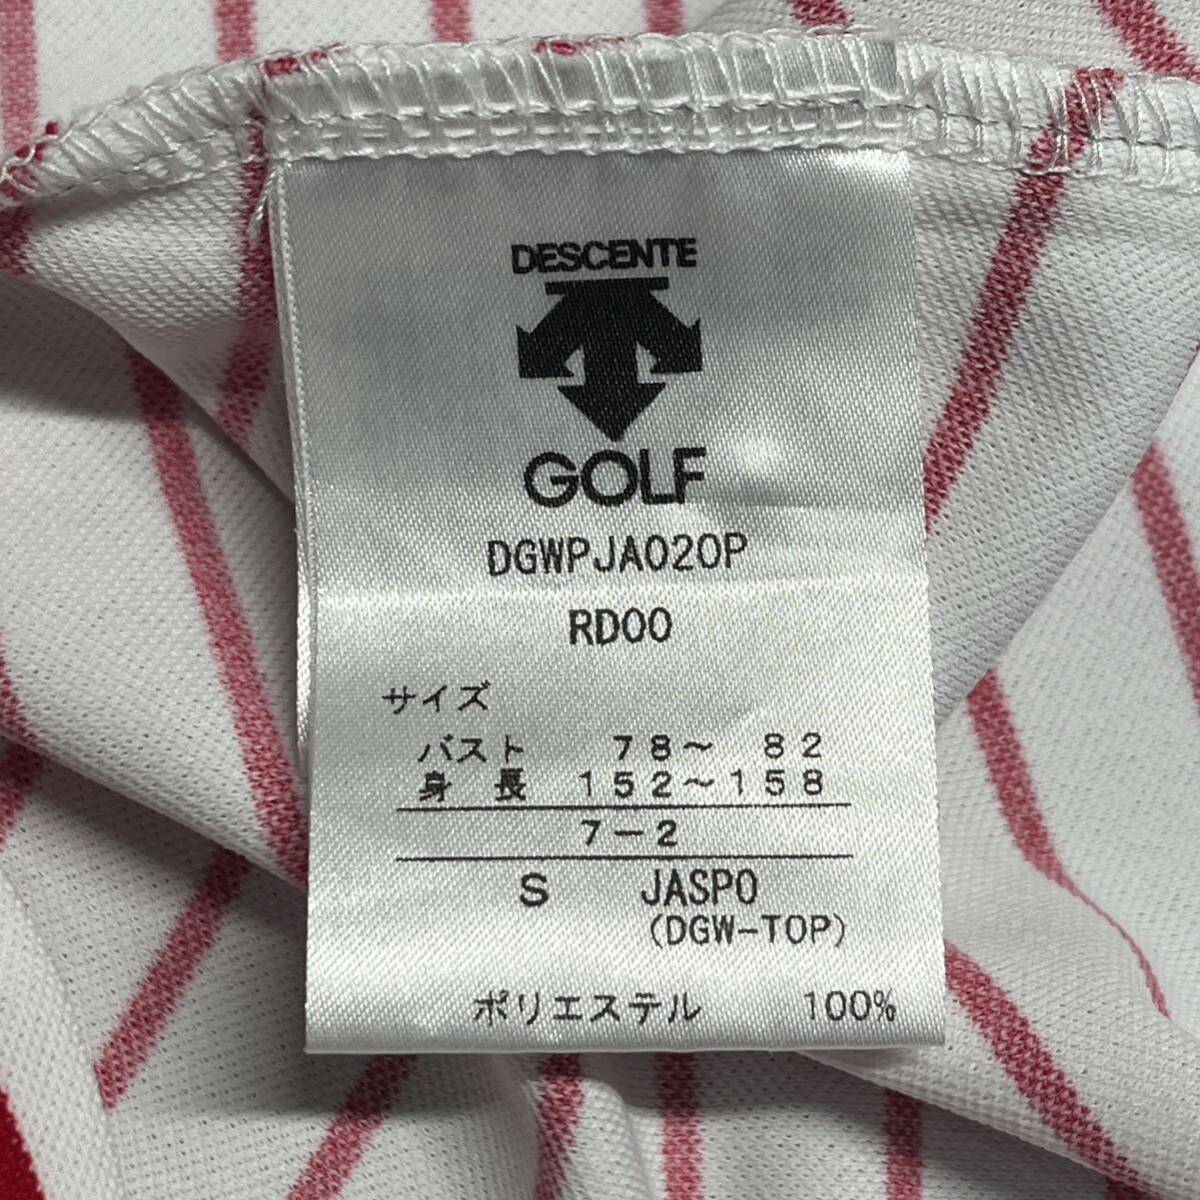 DESCENTE
GOLF
DGWPJA020P
RD00
サイズ
バスト 78～ 82
身長 152～158
7-2
S JASPO
(DGW-TOP)
ポリエステル 100%